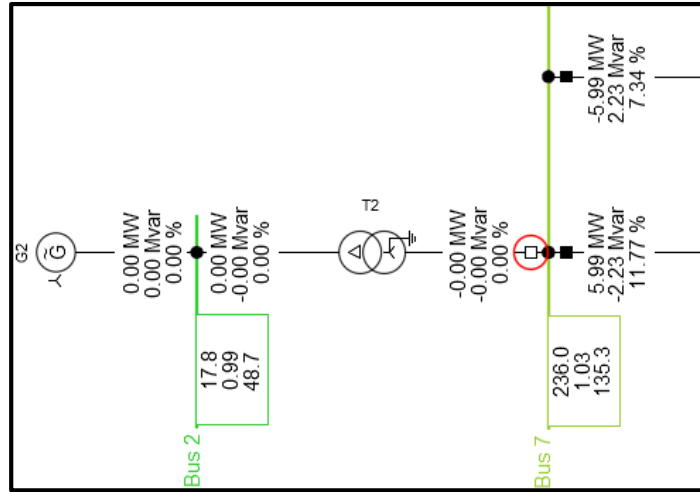 G2
G~
0.00 MW
0.00 Mvar
0.00 %
0.00 MW
-0.00 Mvar
0.00 %
Bus 2
17.8
0.99
48.7
T2
-0.00 MW
-0.00 Mvar
0.00 %
Bus 7
236.0
1.03
135.3
-5.99 MW
2.23 Mvar
7.34 %
5.99 MW
-2.23 Mvar
11.77 %